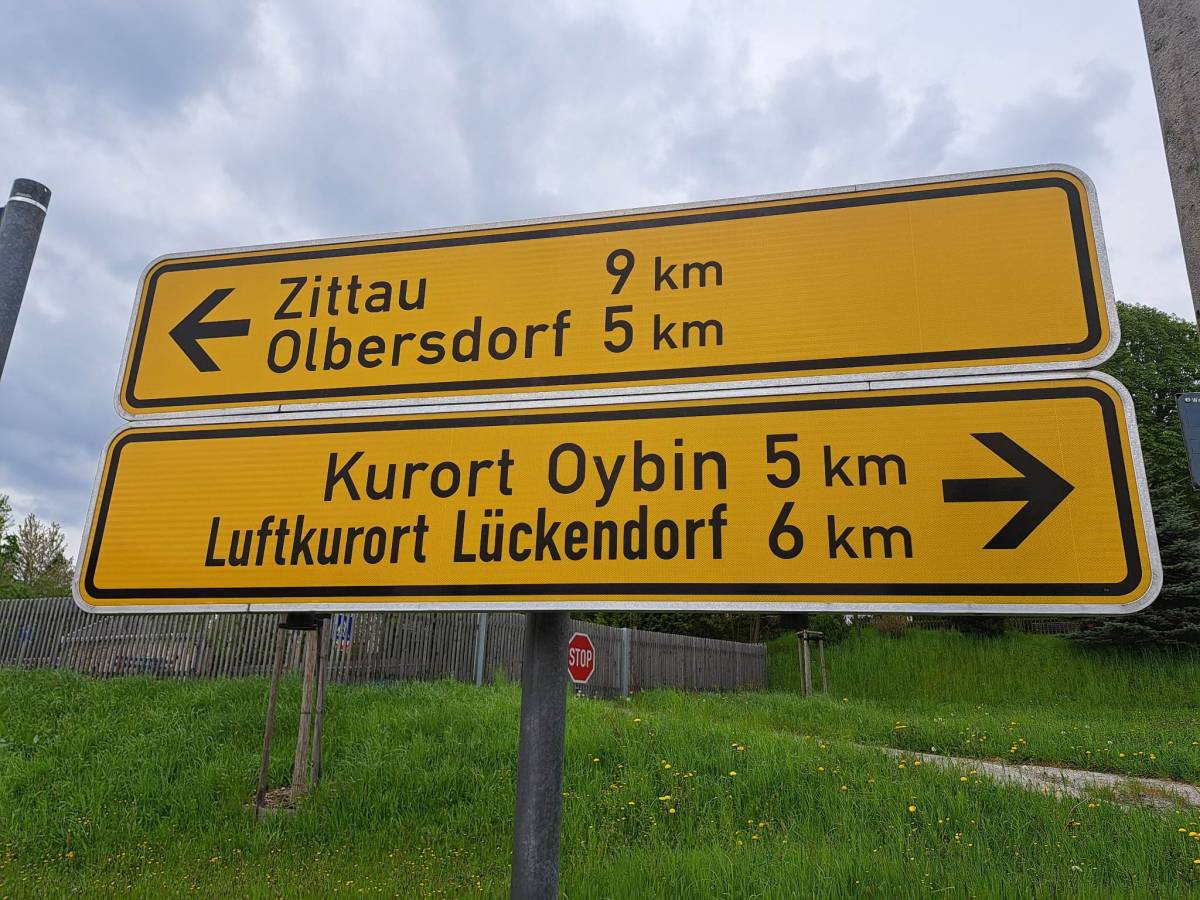 Zittau 9 km
Olbersdorf 5 km
Kurort Oybin 5 km
Luftkurort Lückendorf 6 km
STOP